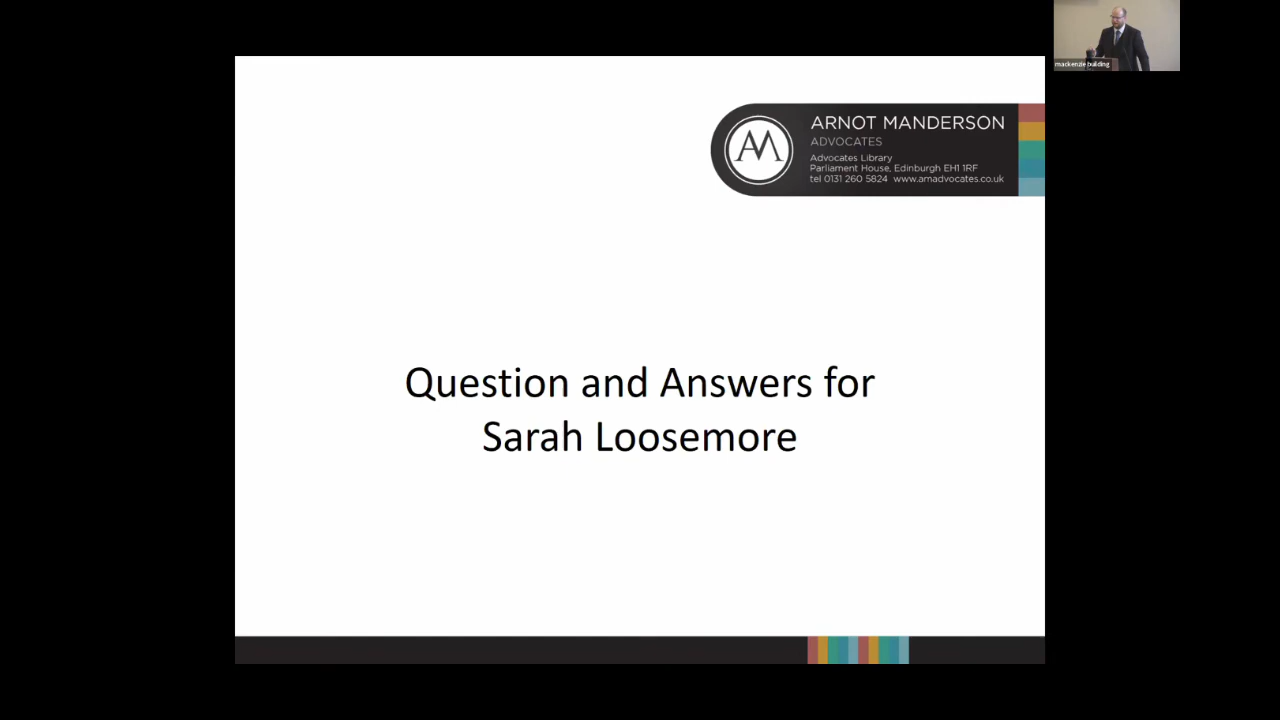 mackenzie building
ARNOT MANDERSON
ADVOCATES
Advocates Library
Parliament House, Edinburgh EH1 1RF
tel 0131 260 5824 www.amadvocates.co.uk
AM
Question and Answers for
Sarah Loosemore